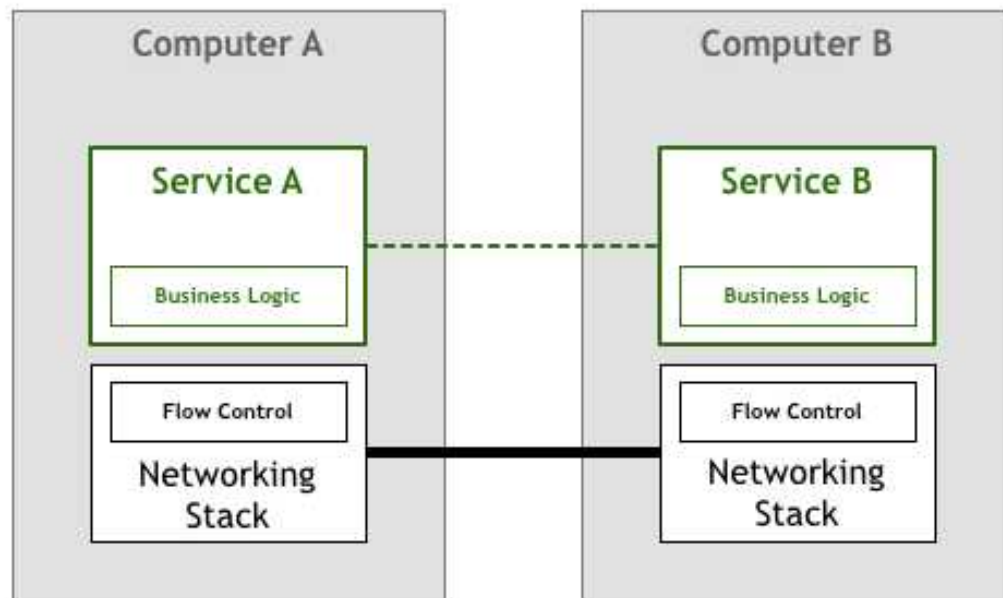 Computer A
Service A
Business Logic
Flow Control
Networking
Stack
Computer B
Service B
Business Logic
Flow Control
Networking
Stack